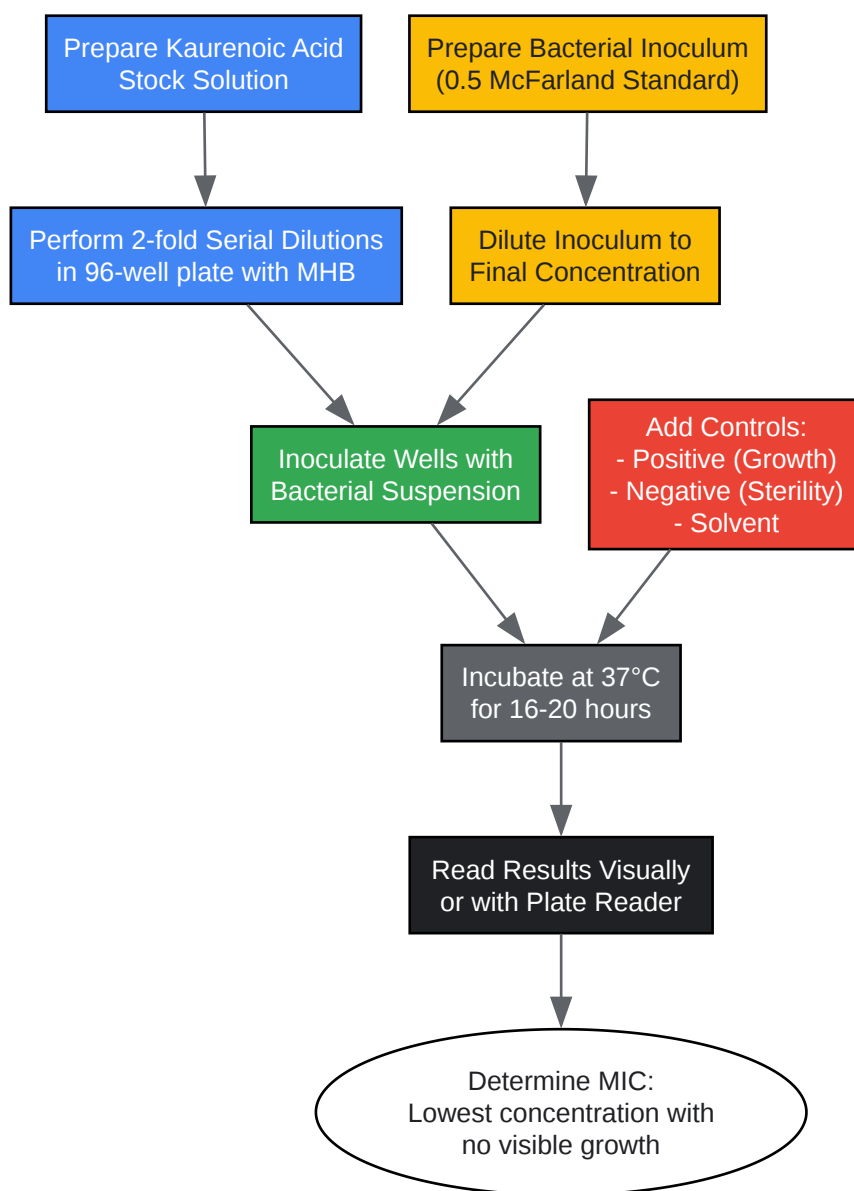 Prepare Kaurenoic Acid
Stock Solution
Prepare Bacterial Inoculum
(0.5 McFarland Standard)
Perform 2-fold Serial Dilutions
in 96-well plate with MHB
Dilute Inoculum to
Final Concentration
Inoculate Wells with
Bacterial Suspension
Add Controls:
- Positive (Growth)
- Negative (Sterility)
- Solvent
Incubate at 37°C
for 16-20 hours
Read Results Visually
or with Plate Reader
Determine MIC:
Lowest concentration with
no visible growth